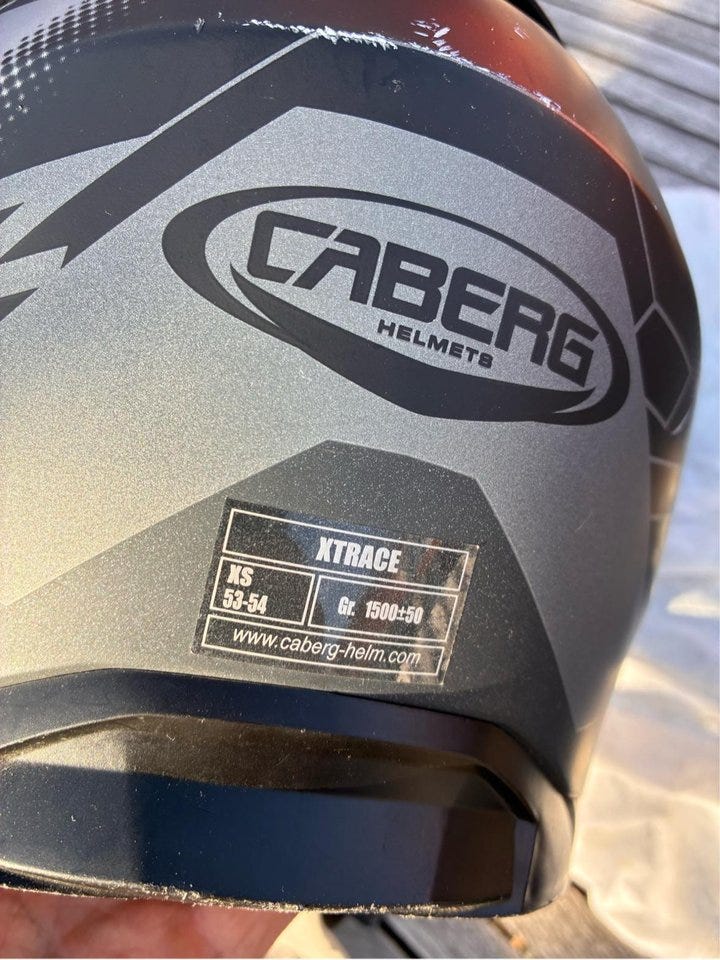 CABERG
HELMETS
XTRACE
XS
53-54
Gr. 1500±50
www.caberg-helm.com